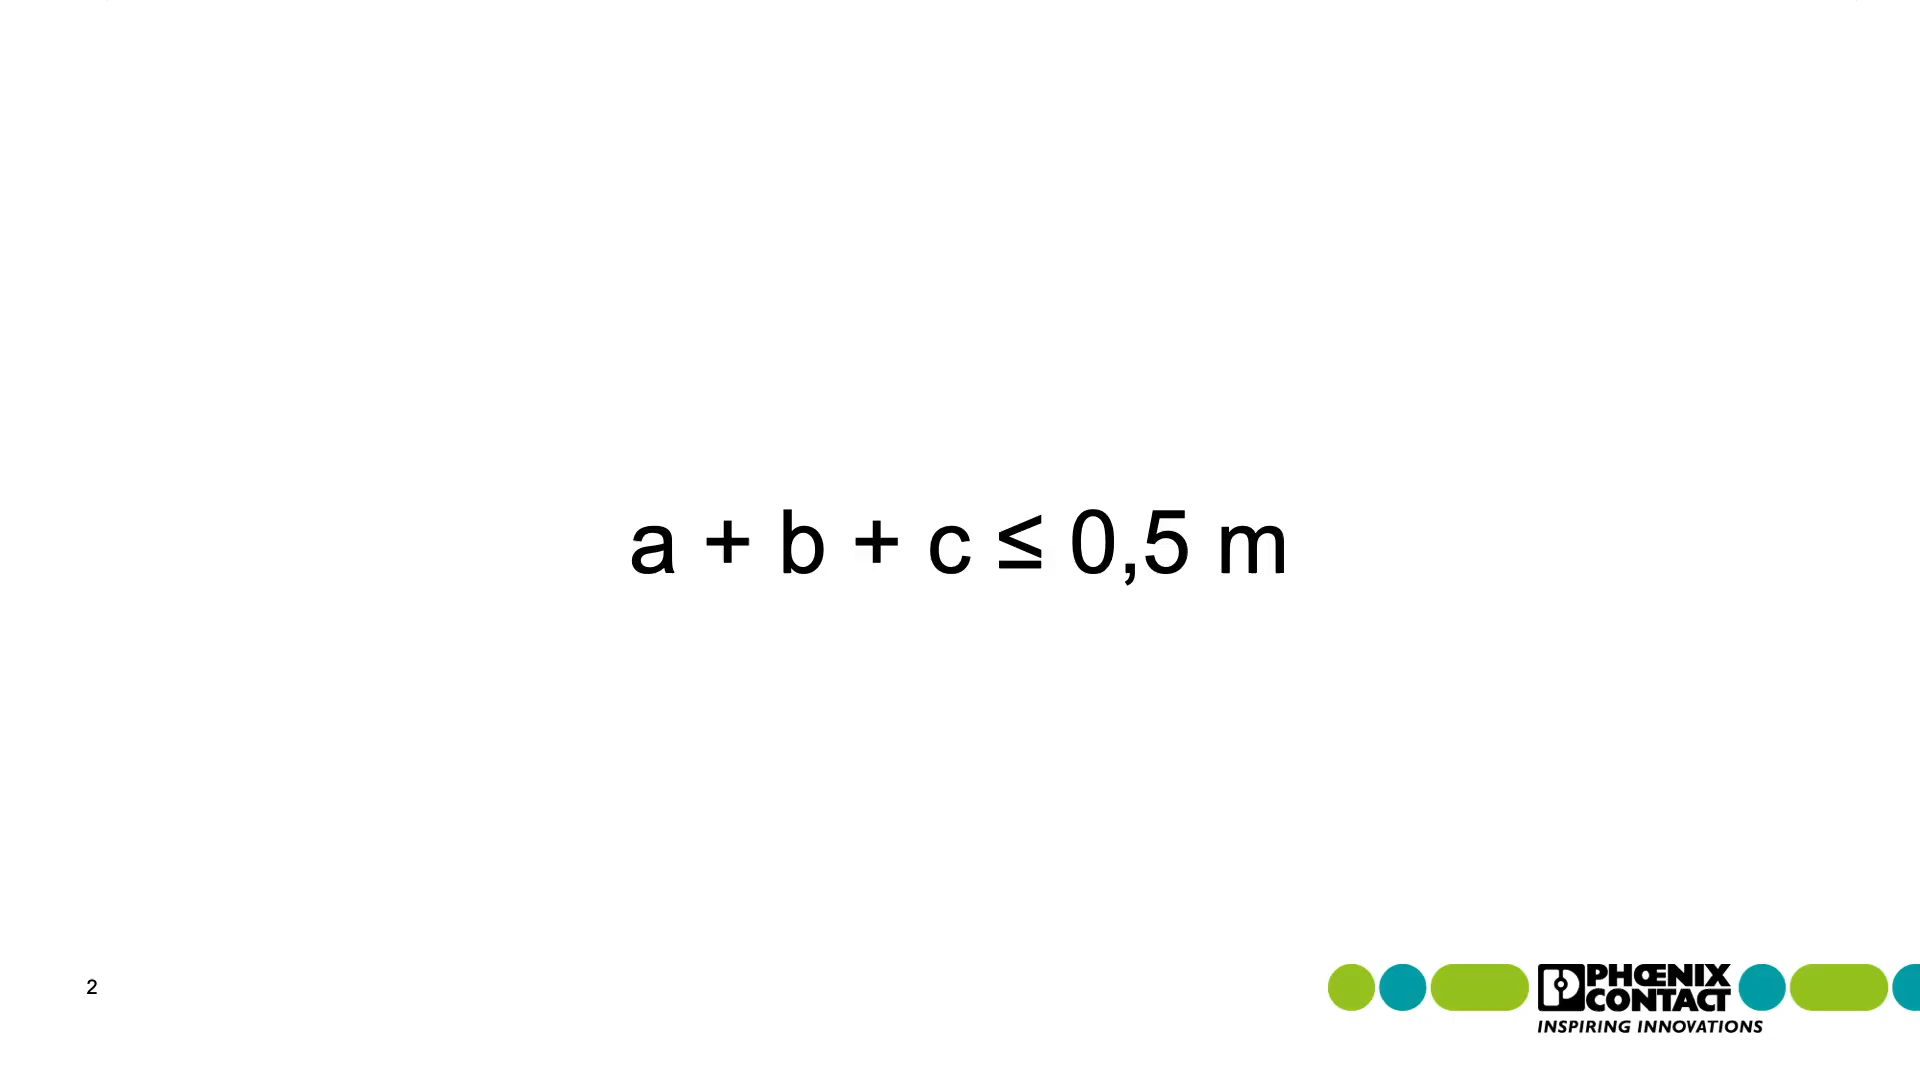 a + b + c ≤ 0,5 m
2
PHŒNIX
CONTACT
INSPIRING INNOVATIONS